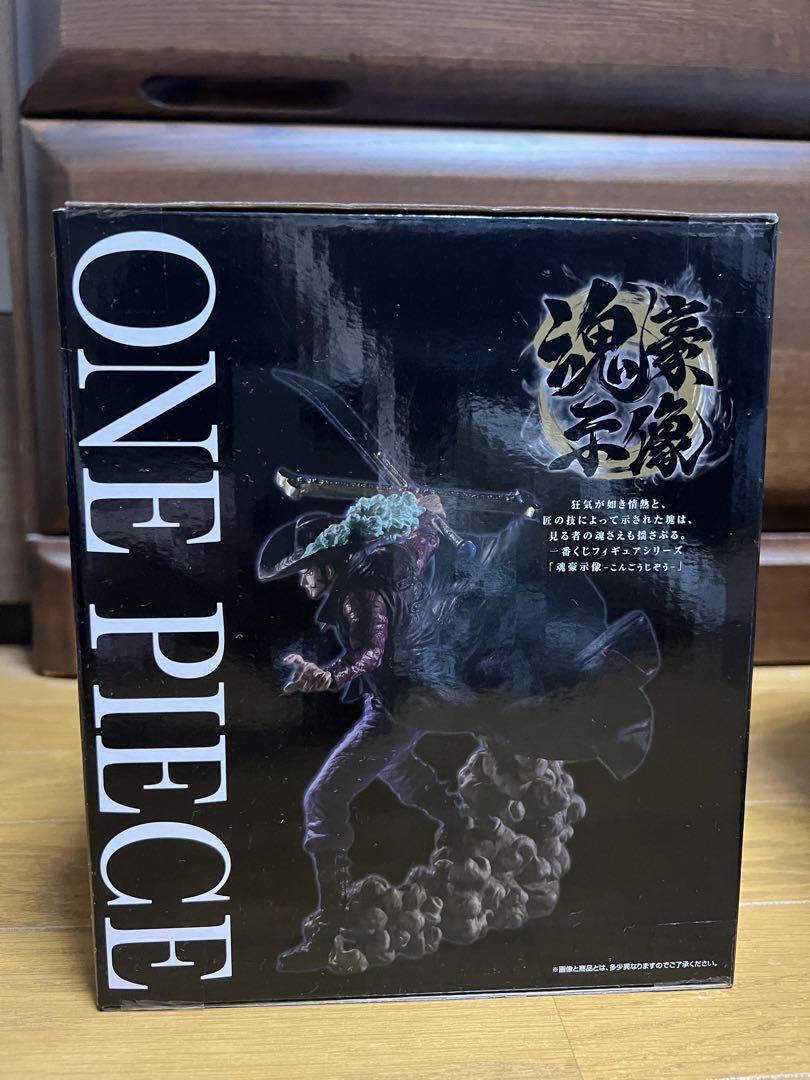 ONE PIECE
魂豪
示像
狂気が如き情熱と、
匠の技によって示された塊は、
見る者の魂さえも揺さぶる。
一番くじフィギュアシリーズ
「魂豪示像-こんごうじぞう-」
※画像と商品とは、多少異なりますのでご了承ください。